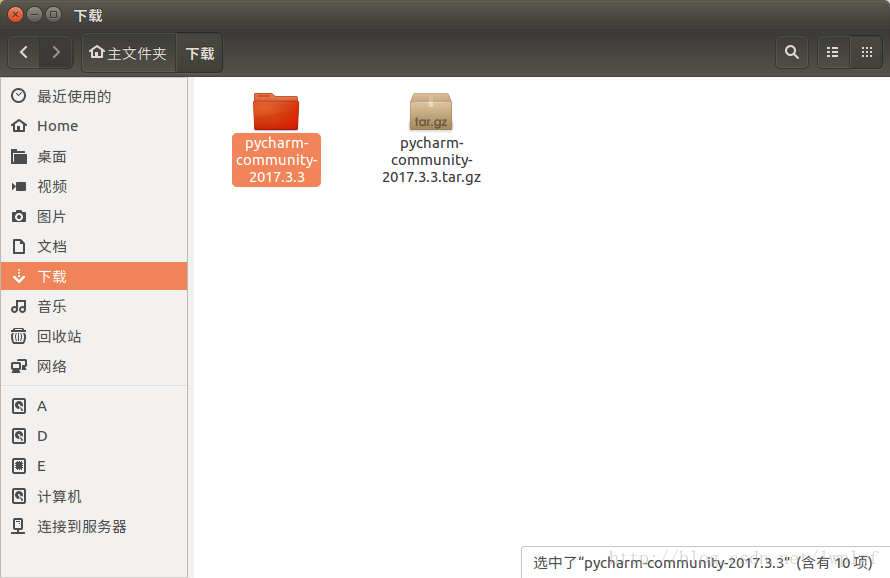 下载
主文件夹
下载
最近使用的
Home
桌面
视频
图片
文档
下载
音乐
回收站
网络
A
D
E
计算机
连接到服务器
pycharm-
community-
2017.3.3
tar.gz
pycharm-
community-
2017.3.3.tar.gz
选中了“pycharm-community-2017.3.3” (含有 10 项)